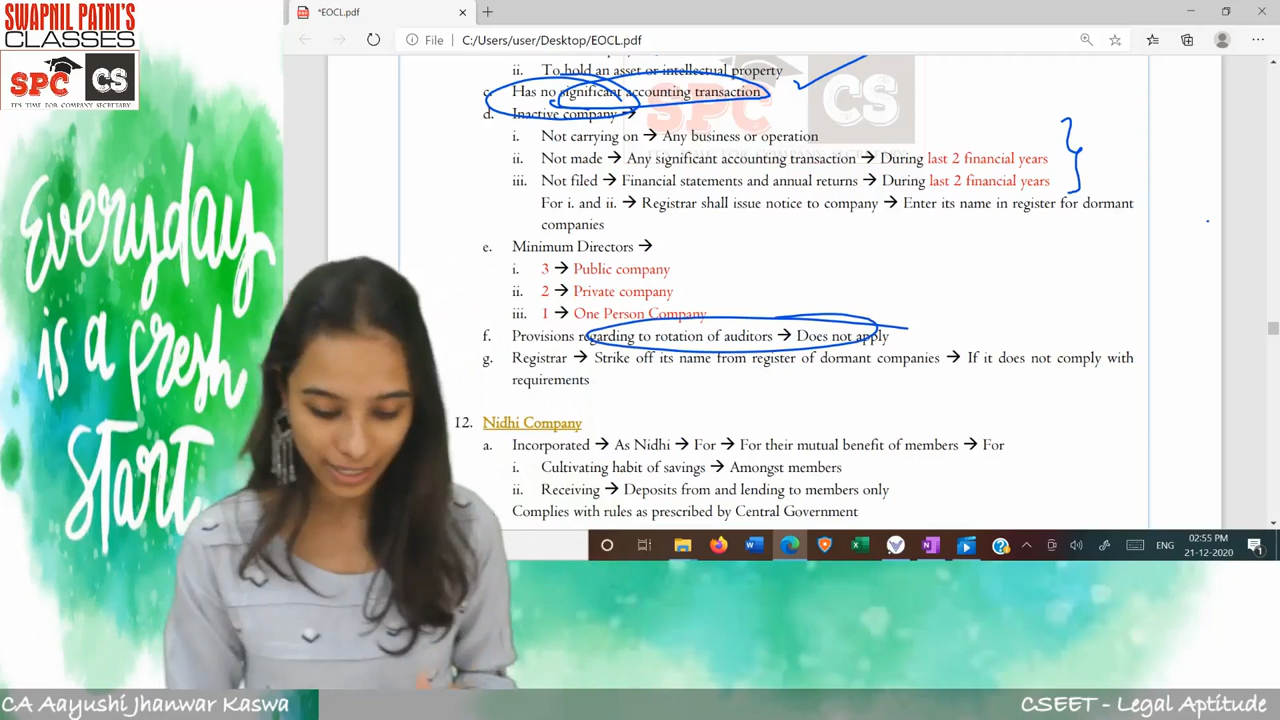 SWAPNIL PATNI'S
CLASSES
SPC CS
IT'S TIME FOR COMPANY SECRETARY
*EOCL.pdf
File C:/Users/user/Desktop/EOCL.pdf
ii. To hold an asset or intellectual property
c. Has no significant accounting transaction
CS
d. Inactive company →
i. Not carrying on → Any business or operation
ii. Not made → Any significant accounting transaction → During last 2 financial years
iii. Not filed → Financial statements and annual returns → During last 2 financial years
For i. and ii. → Registrar shall issue notice to company → Enter its name in register for dormant
companies
e. Minimum Directors →
i. 3 → Public company
ii. 2 → Private company
iii. 1 → One Person Company
f. Provisions regarding to rotation of auditors → Does not apply
g. Registrar → Strike off its name from register of dormant companies → If it does not comply with
requirements
12. Nidhi Company
a. Incorporated → As Nidhi → For → For their mutual benefit of members → For
i. Cultivating habit of savings → Amongst members
ii. Receiving → Deposits from and lending to members only
Complies with rules as prescribed by Central Government
ENG
02:55 PM
21-12-2020
Everyday
is a fresh
start
CA Aayushi Jhanwar Kaswa
CSEET - Legal Aptitude